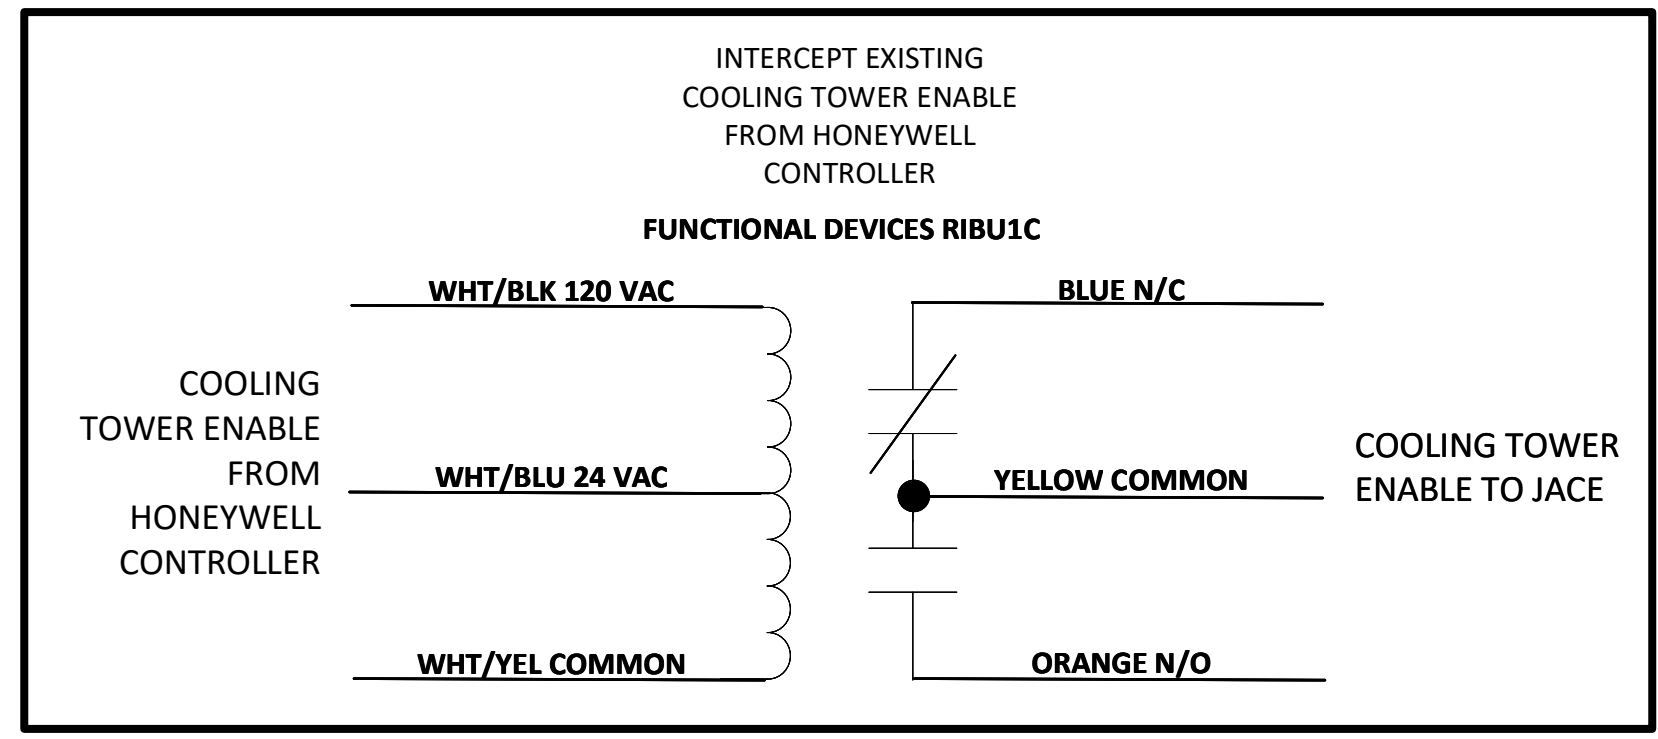 INTERCEPT EXISTING
COOLING TOWER ENABLE
FROM HONEYWELL
CONTROLLER
FUNCTIONAL DEVICES RIBU1C
WHT/BLK 120 VAC
BLUE N/C
COOLING
TOWER ENABLE
FROM
HONEYWELL
CONTROLLER
WHT/BLU 24 VAC
YELLOW COMMON
COOLING TOWER
ENABLE TO JACE
WHT/YEL COMMON
ORANGE N/O